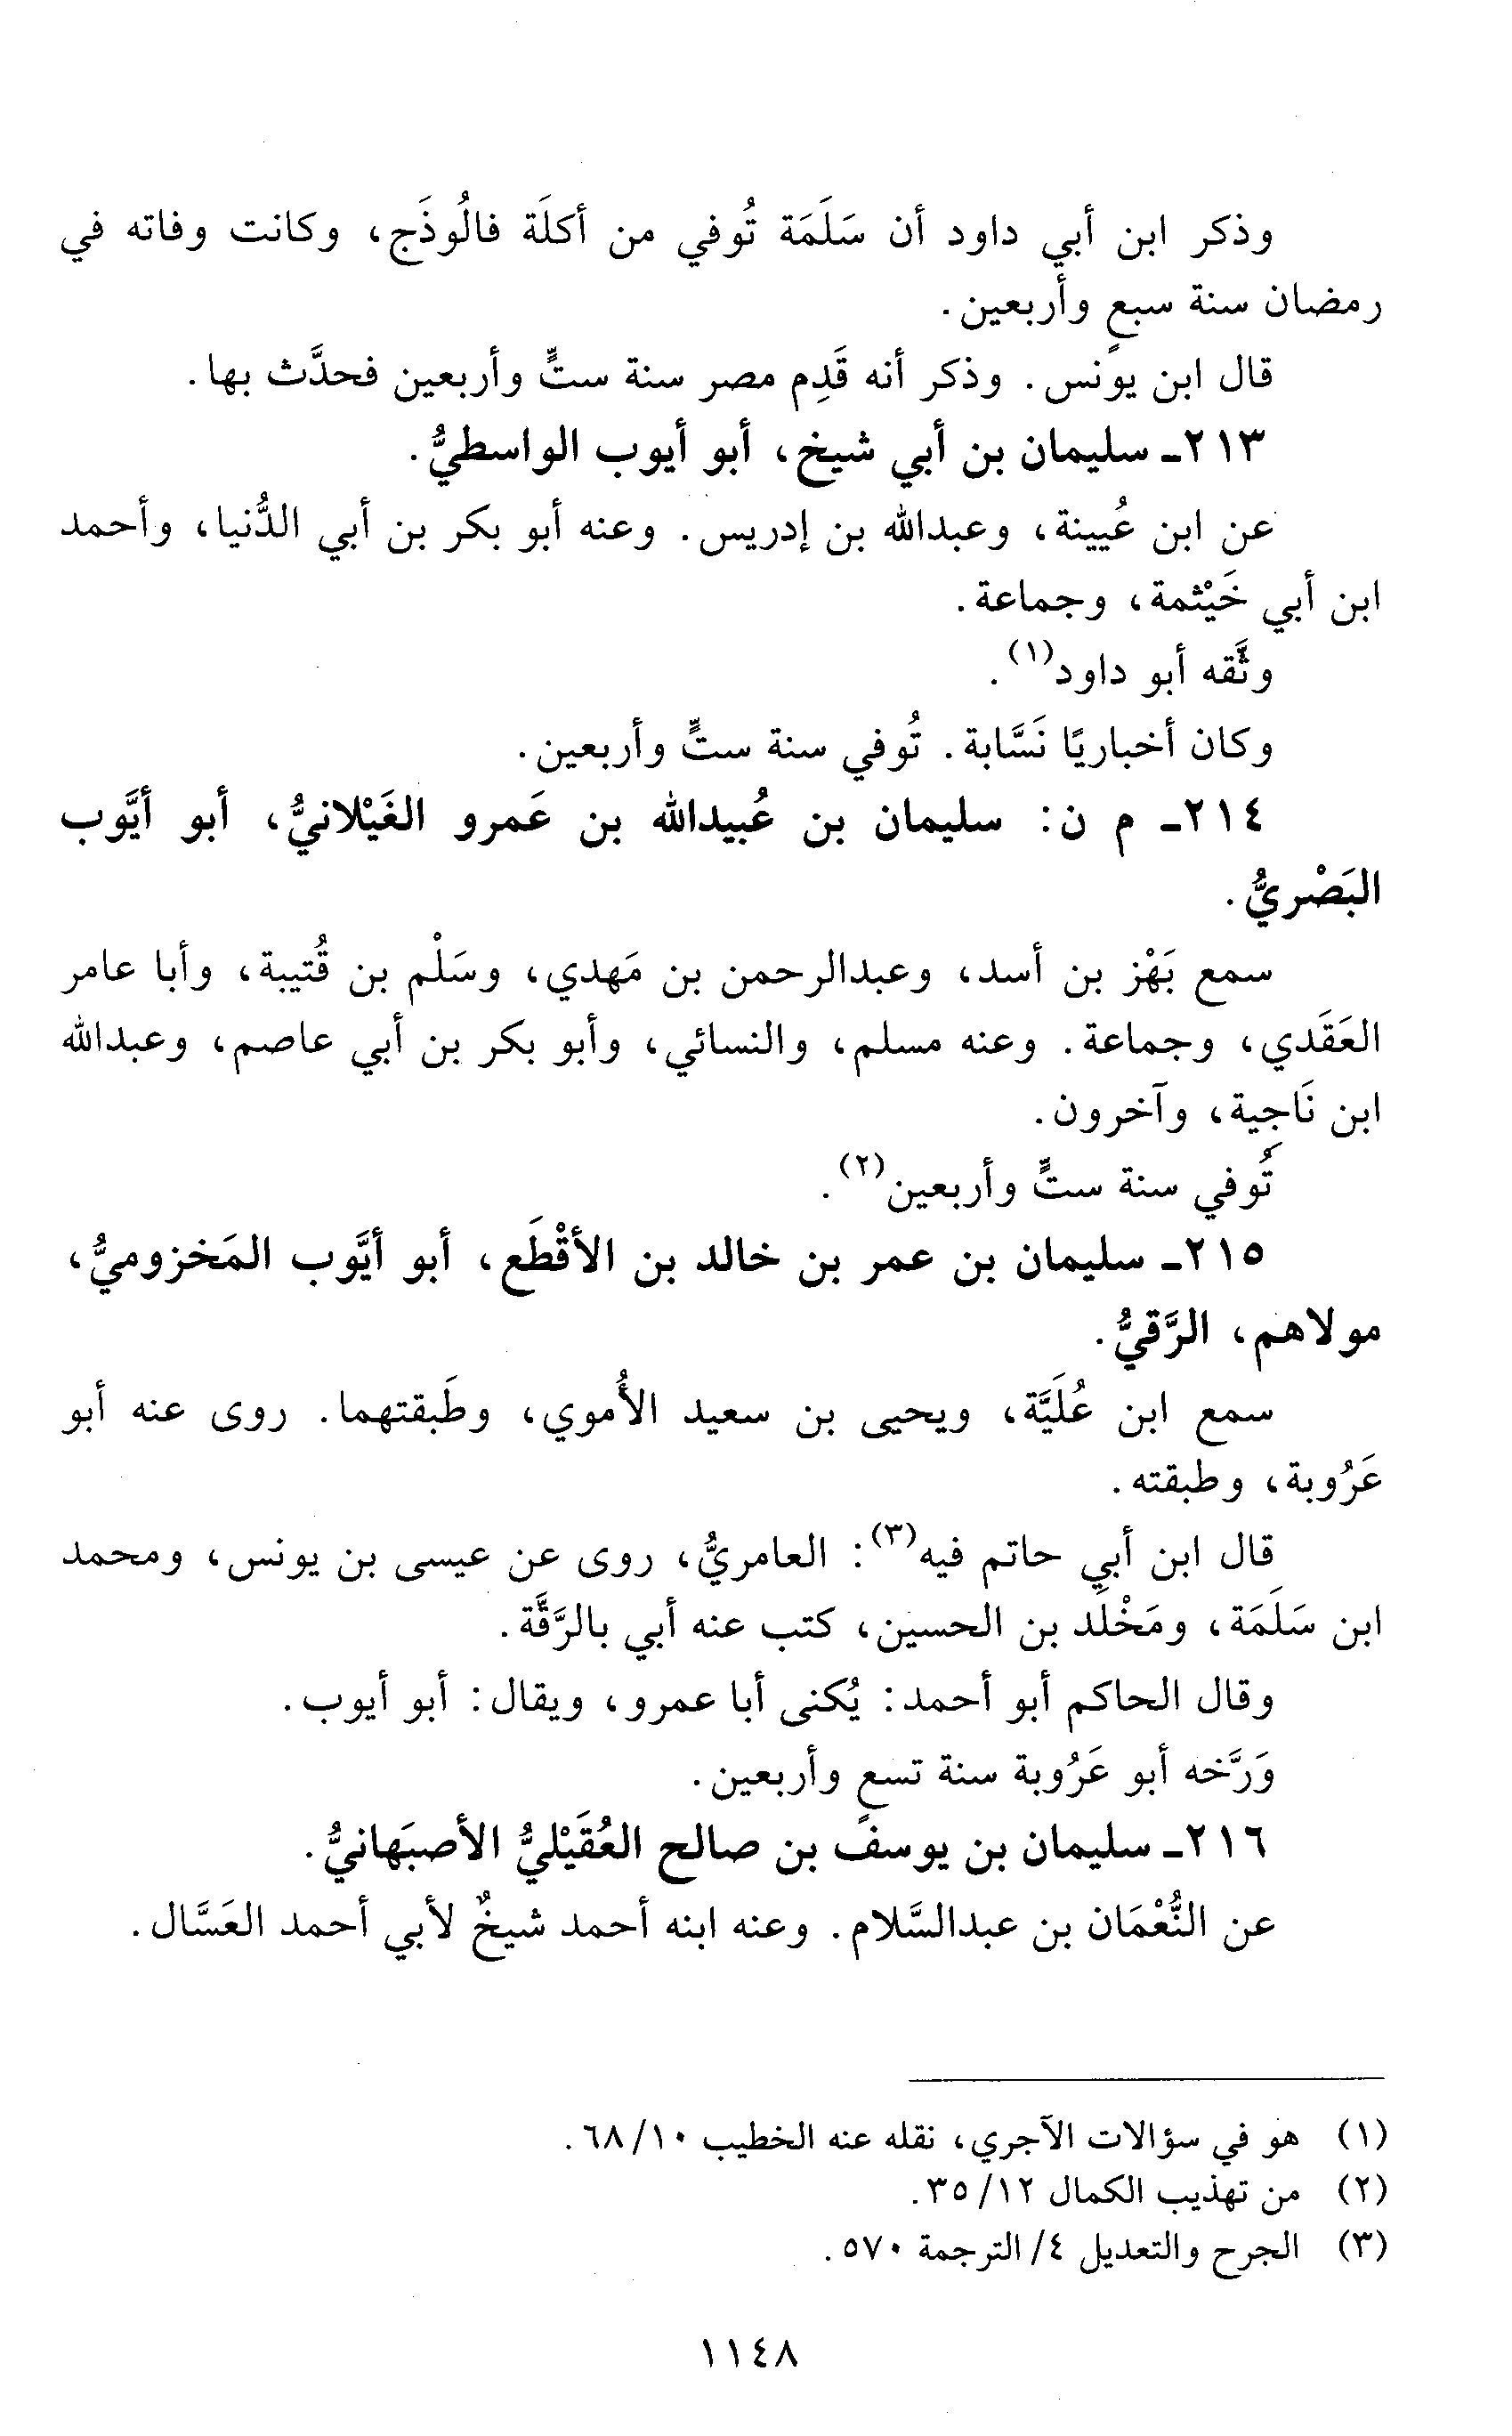 وذكر ابن أبي داود أن سَلَمَة تُوفي من أكلَة فالُوذَج، وكانت وفاته في
رمضان سنة سبعٍ وأربعين.
قال ابن يونس. وذكر أنه قَدِم مصر سنة ستٍّ وأربعين فحدَّث بها.
٢١٣- سليمان بن أبي شيخ، أبو أيوب الواسطيُّ.
عن ابن عُيينة، وعبدالله بن إدريس. وعنه أبو بكر بن أبي الدُّنيا، وأحمد
ابن أبي خَيْثمة، وجماعة.
وثَّقه أبو داود(١).
وكان أخباريًا نَسَّابة. تُوفي سنة ستٍّ وأربعين.
٢١٤- م ن: سليمان بن عُبيدالله بن عَمرو الغَيْلانيُّ، أبو أيَّوب
البَصْريُّ.
سمع بَهْز بن أسد، وعبدالرحمن بن مَهدي، وسَلْم بن قُتيبة، وأبا عامر
العَقَدي، وجماعة. وعنه مسلم، والنسائي، وأبو بكر بن أبي عاصم، وعبدالله
ابن نَاجِية، وآخرون.
تُوفي سنة ستٍّ وأربعين(٢).
٢١٥- سليمان بن عمر بن خالد بن الأقْطَع، أبو أيَّوب المَخزوميُّ،
مولاهم، الرَّقيُّ.
سمع ابن عُلَيَّة، ويحيى بن سعيد الأُموي، وطَبقتهما. روى عنه أبو
عَرُوبة، وطبقته.
قال ابن أبي حاتم فيه(٣): العامريُّ، روى عن عيسى بن يونس، ومحمد
ابن سَلَمَة، ومَخْلَد بن الحسين، كتب عنه أبي بالرَّقَّة.
وقال الحاكم أبو أحمد: يُكنى أبا عمرو، ويقال: أبو أيوب.
وَرَّخه أبو عَرُوبة سنة تسعٍ وأربعين.
٢١٦- سليمان بن يوسف بن صالح العُقَيْليُّ الأصبَهانيُّ.
عن النُّعْمَان بن عبدالسَّلام. وعنه ابنه أحمد شيخٌ لأبي أحمد العَسَّال.
(١) هو في سؤالات الآجري، نقله عنه الخطيب ١٠/ ٦٨.
(٢) من تهذيب الكمال ١٢/ ٣٥.
(٣) الجرح والتعديل ٤/ الترجمة ٥٧٠.
١١٤٨